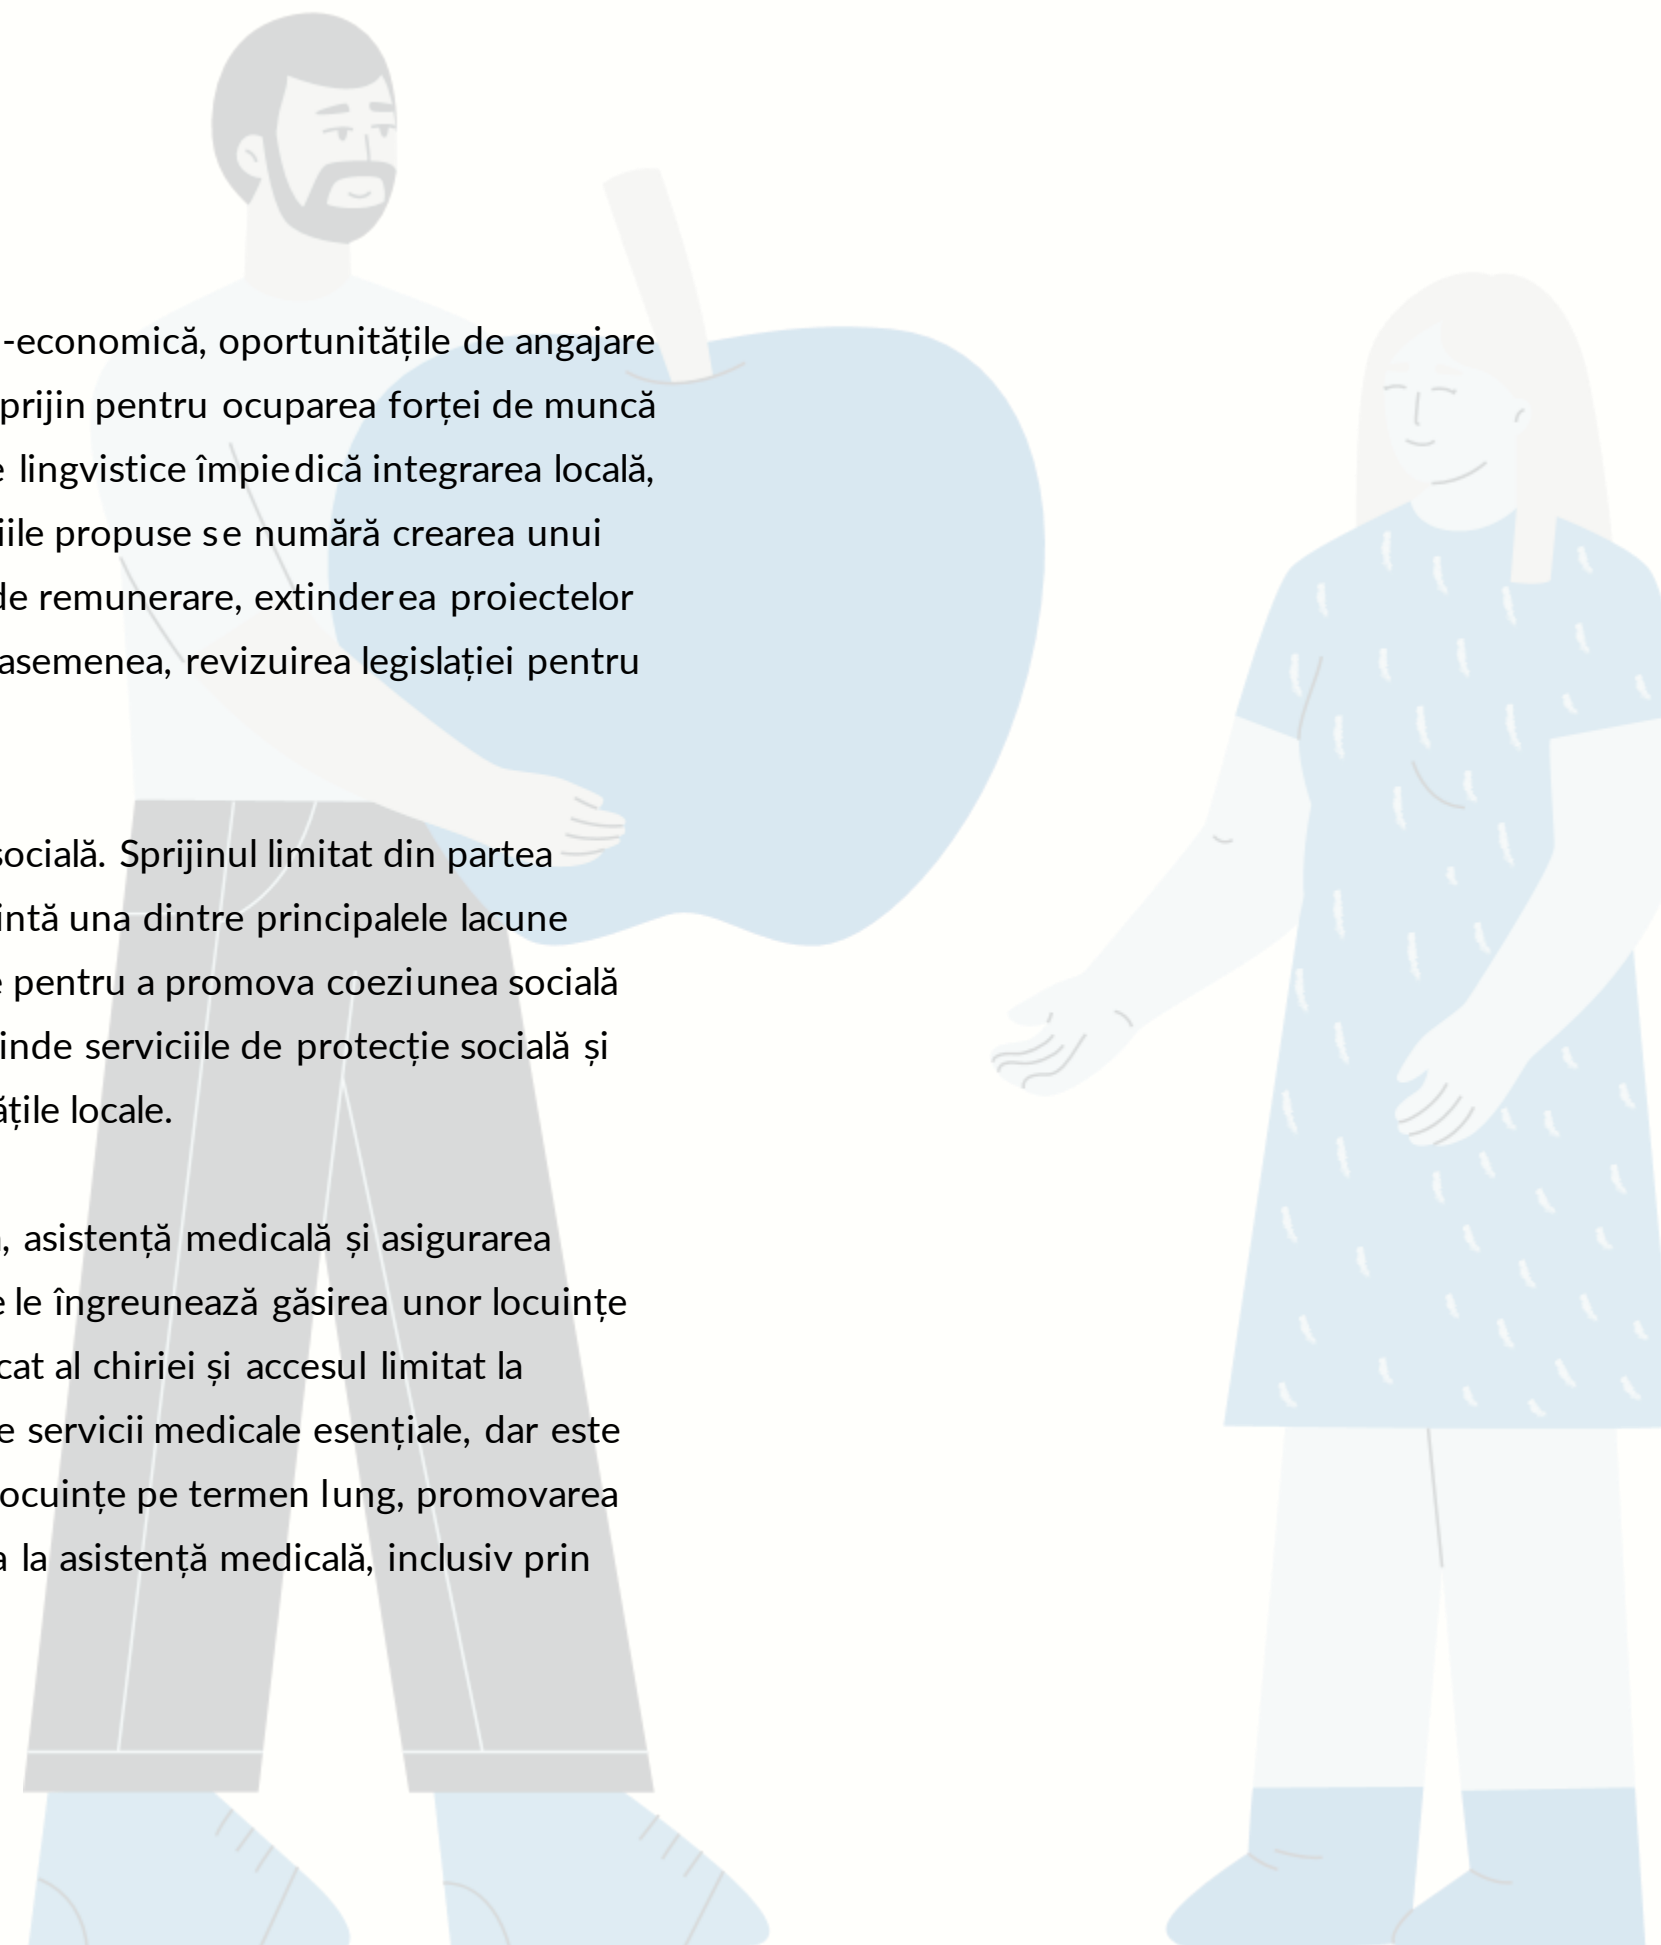 -economică, oportunitățile de angajare
prijin pentru ocuparea forței de muncă
lingvistice împiedică integrarea locală,
iile propuse se numără crearea unui
de remunerare, extinderea proiectelor
asemenea, revizuirea legislației pentru
socială. Sprijinul limitat din partea
intă una dintre principalele lacune
pentru a promova coeziunea socială
inde serviciile de protecție socială și
ățile locale.
, asistență medicală și asigurarea
le îngreunează găsirea unor locuințe
cat al chiriei și accesul limitat la
e servicii medicale esențiale, dar este
ocuințe pe termen lung, promovarea
a la asistență medicală, inclusiv prin